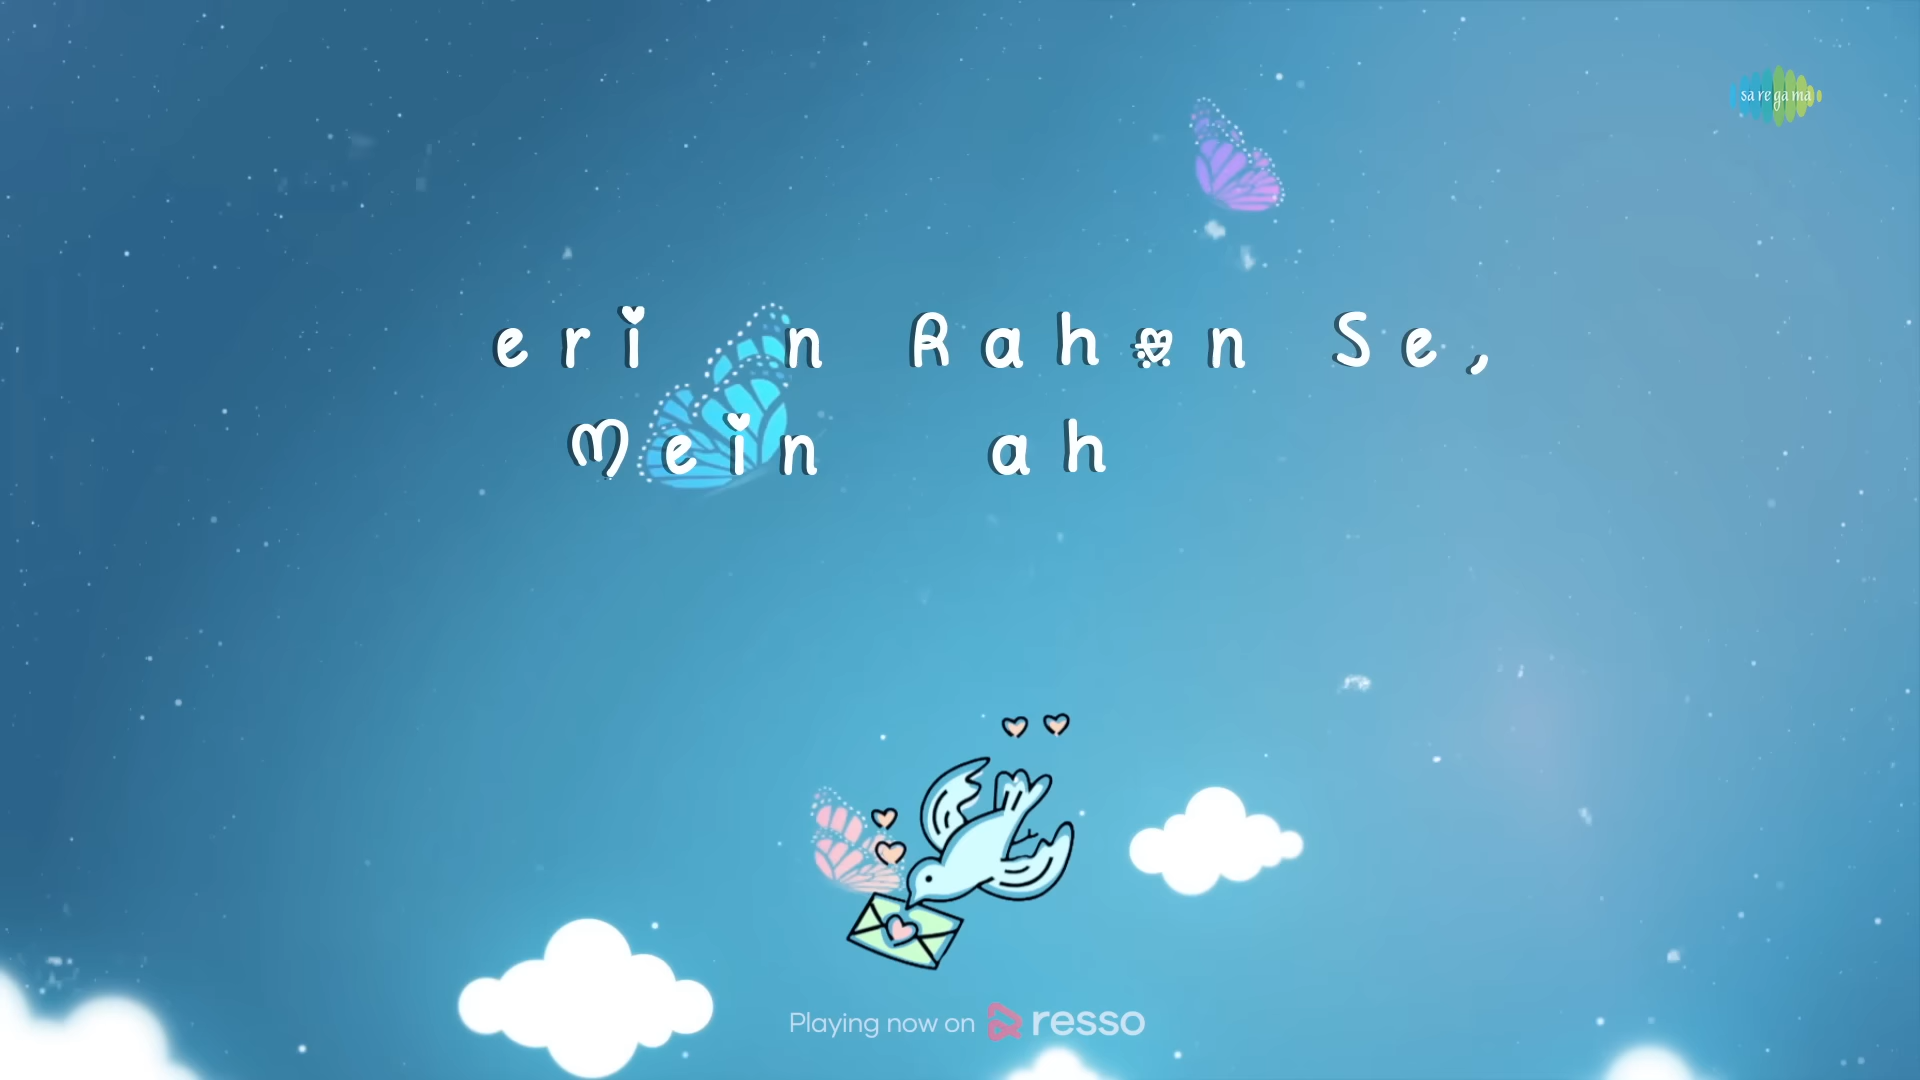 saregama
eri n Rahon Se,
Mein ah
Playing now on resso